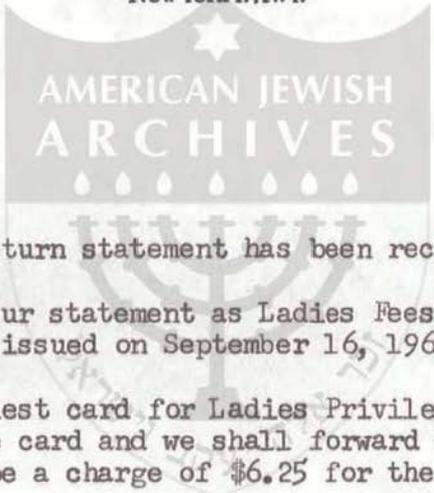 AMERICAN JEWISH
ARCHIVES
turn statement has been rec
ur statement as Ladies Fees
issued on September 16, 196
est card for Ladies Privile
card and we shall forward
e a charge of $6.25 for the